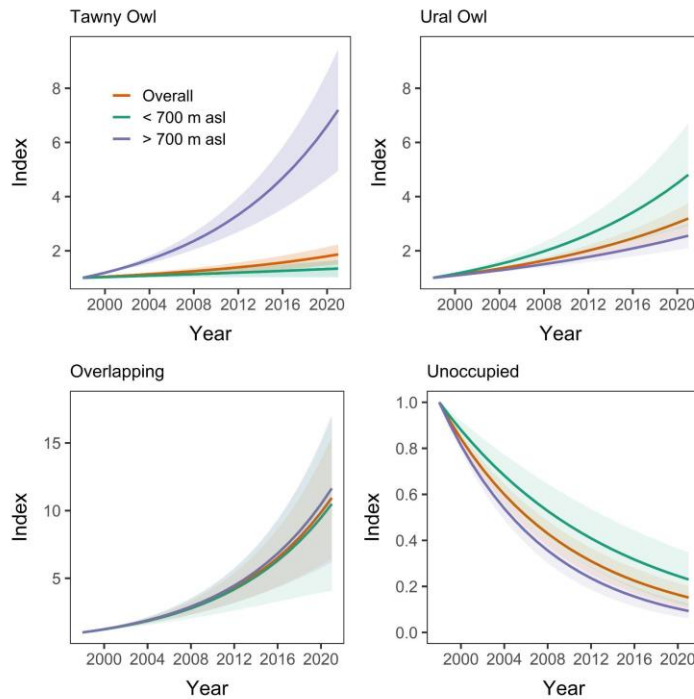 Tawny Owl
Index
8
6
4
2
Overall
< 700 m asl
> 700 m asl
2000 2004 2008 2012 2016 2020
Year
Ural Owl
Index
8
6
4
2
2000 2004 2008 2012 2016 2020
Year
Overlapping
Index
15
10
5
2000 2004 2008 2012 2016 2020
Year
Unoccupied
Index
1.0
0.8
0.6
0.4
0.2
0.0
2000 2004 2008 2012 2016 2020
Year